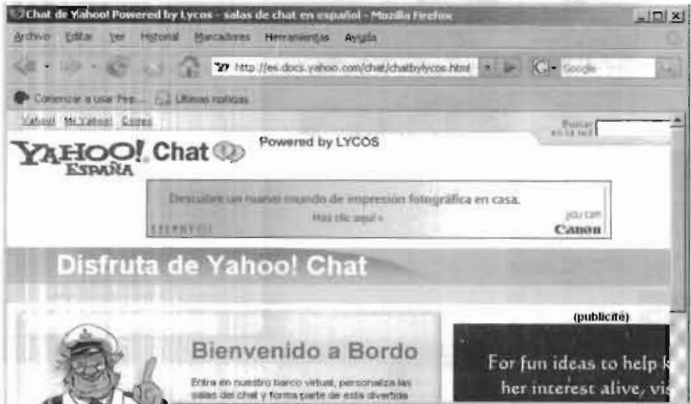 Chat de Yahoo! Powered by Lycos - salas de chat en español - Mozilla Firefox
Archivo Editar Ver Historial Marcadores Herramientas Ayuda
http://es.docs.yahoo.com/chat/chatbylycos.html
Google
Comenzar a usar Fire... Últimas noticias
Yahoo! Mi Yahoo! Correo
Buscar
en la red
YAHOO! Chat
ESPAÑA
Powered by LYCOS
Descubre un nuevo mundo de impresión fotográfica en casa.
Haz clic aquí »
you can
Canon
Disfruta de Yahoo! Chat
(publicité)
Bienvenido a Bordo
Entra en nuestro barco virtual, personaliza las
salas del chat y forma parte de esta divertida
For fun ideas to help k
her interest alive, vis